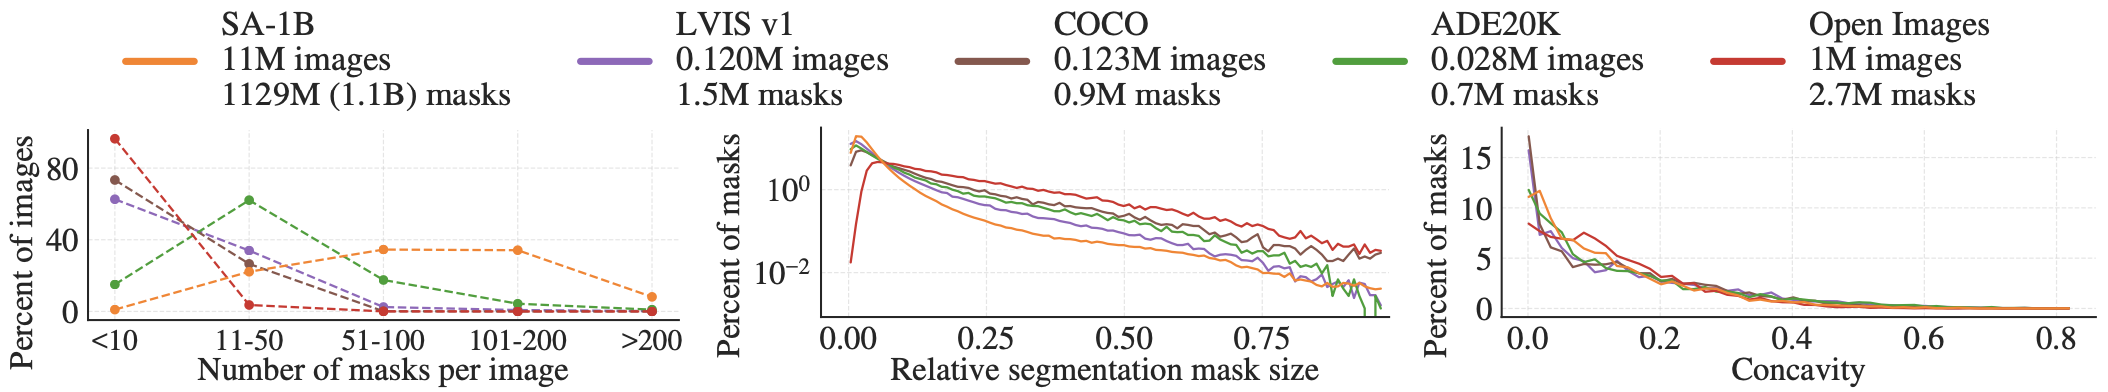 SA-1B
11M images
1129M (1.1B) masks
LVIS v1
0.120M images
1.5M masks
COCO
0.123M images
0.9M masks
ADE20K
0.028M images
0.7M masks
Open Images
1M images
2.7M masks
Percent of images
80
40
0
<10
11-50
51-100
101-200
>200
Number of masks per image
Percent of masks
10⁰
10⁻²
0.00
0.25
0.50
0.75
Relative segmentation mask size
Percent of masks
15
10
5
0
0.0
0.2
0.4
0.6
0.8
Concavity